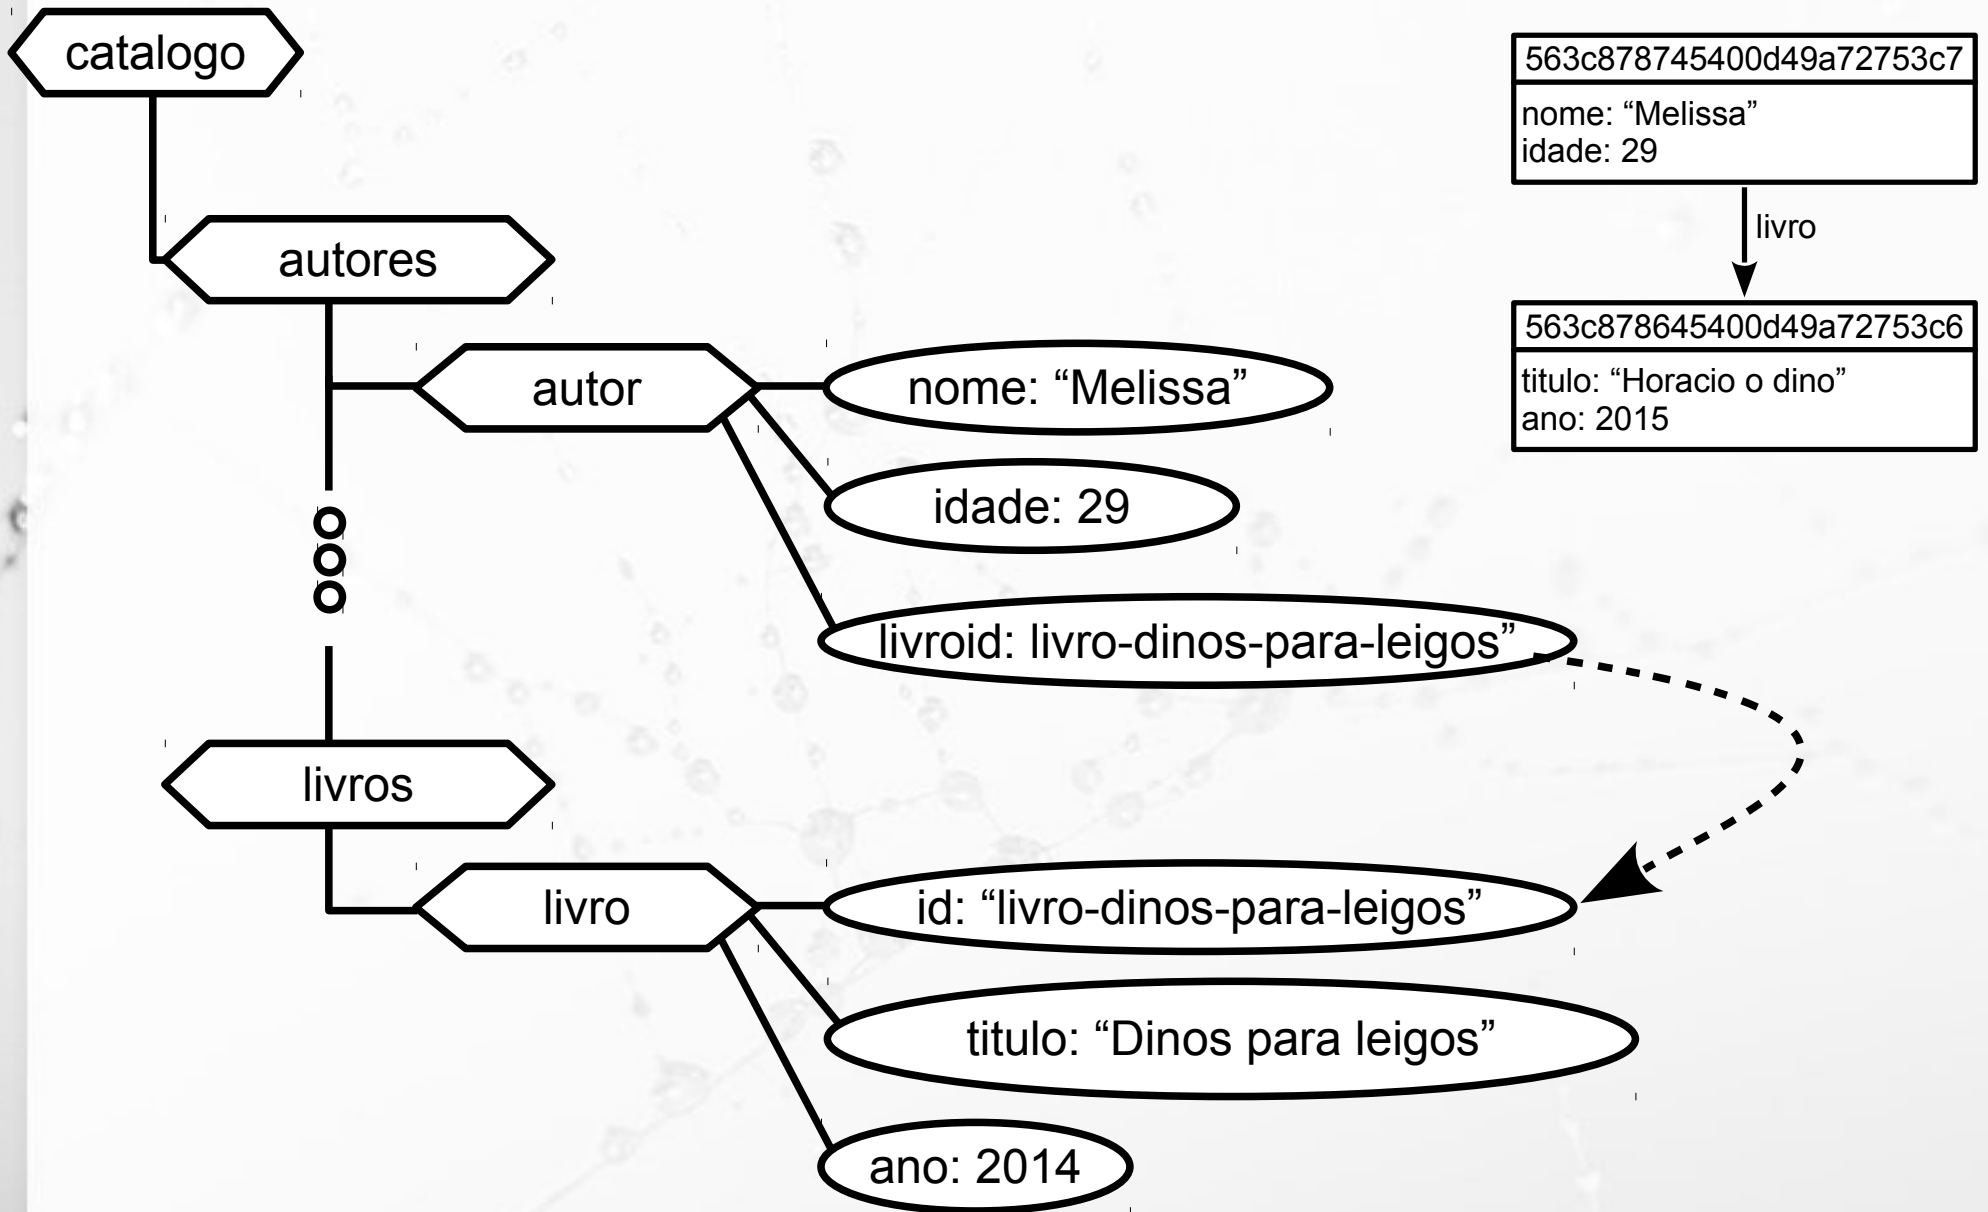 catalogo
autores
autor
nome: “Melissa”
idade: 29
livroid: livro-dinos-para-leigos”
livros
livro
id: “livro-dinos-para-leigos”
titulo: “Dinos para leigos”
ano: 2014
563c878745400d49a72753c7
nome: “Melissa”
idade: 29
livro
563c878645400d49a72753c6
titulo: “Horacio o dino”
ano: 2015